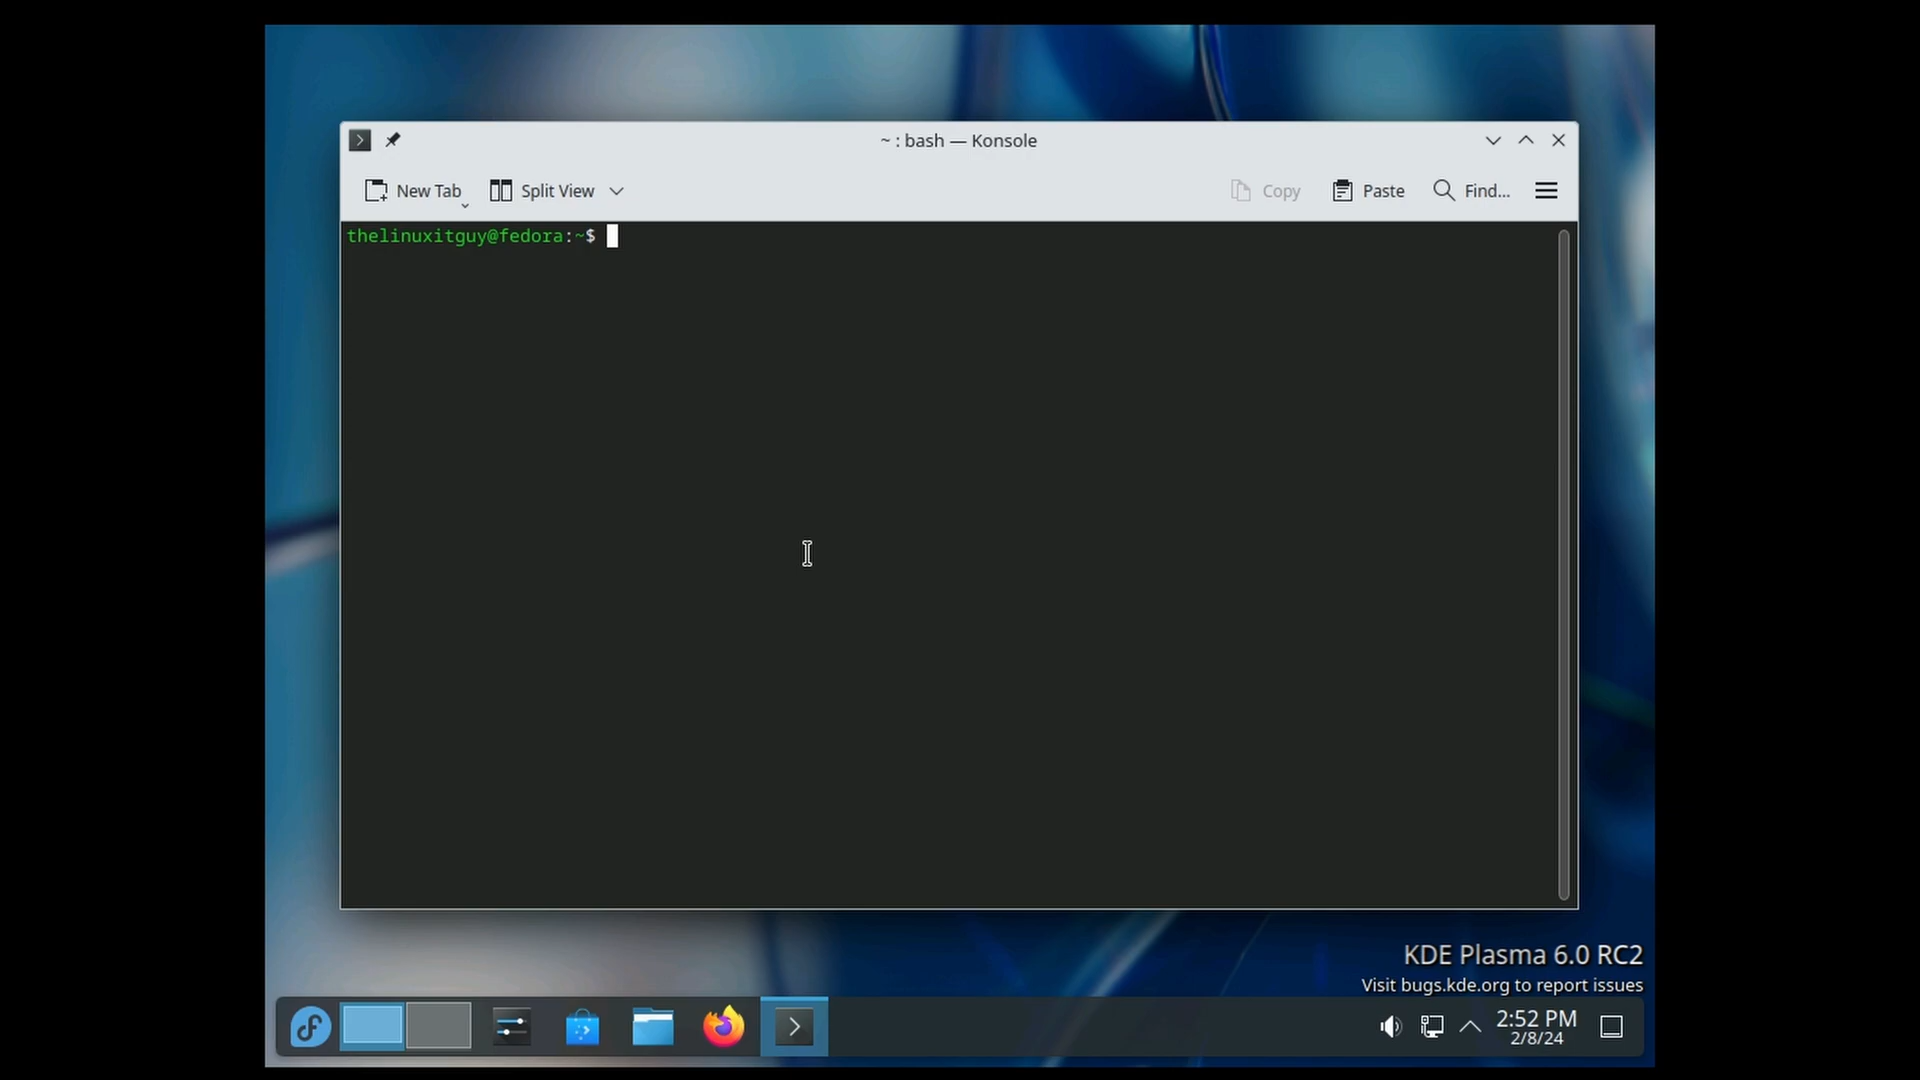 ~ : bash — Konsole
New Tab Split View Copy Paste Find...
thelinuxitguy@fedora:~$
KDE Plasma 6.0 RC2
Visit bugs.kde.org to report issues
2:52 PM
2/8/24